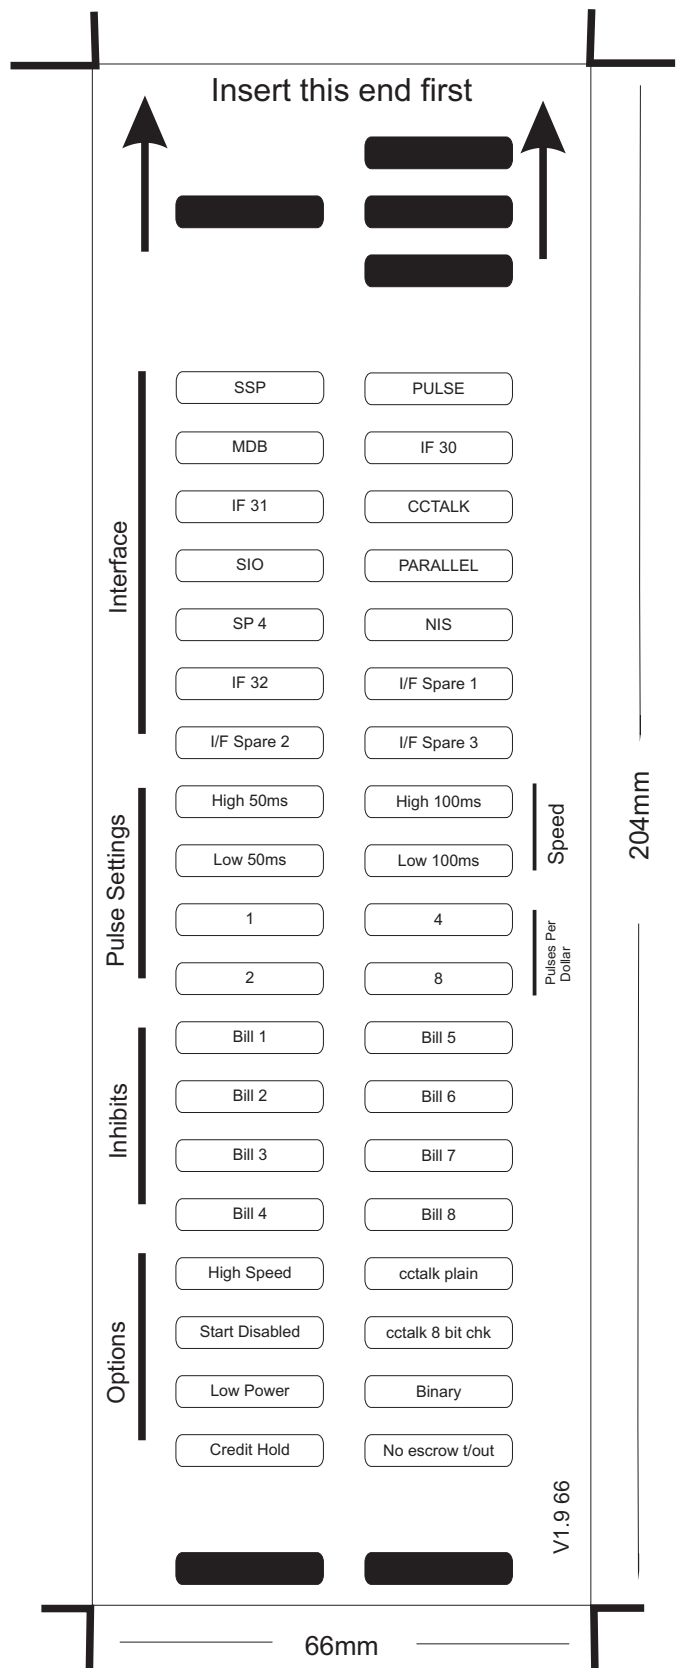 Insert this end first
Interface
SSP
PULSE
MDB
IF 30
IF 31
CCTALK
SIO
PARALLEL
SP 4
NIS
IF 32
I/F Spare 1
I/F Spare 2
I/F Spare 3
Pulse Settings
High 50ms
High 100ms
Speed
Low 50ms
Low 100ms
1
4
Pulses Per
Dollar
2
8
Inhibits
Bill 1
Bill 5
Bill 2
Bill 6
Bill 3
Bill 7
Bill 4
Bill 8
Options
High Speed
cctalk plain
Start Disabled
cctalk 8 bit chk
Low Power
Binary
Credit Hold
No escrow t/out
V1.9 66
204mm
66mm